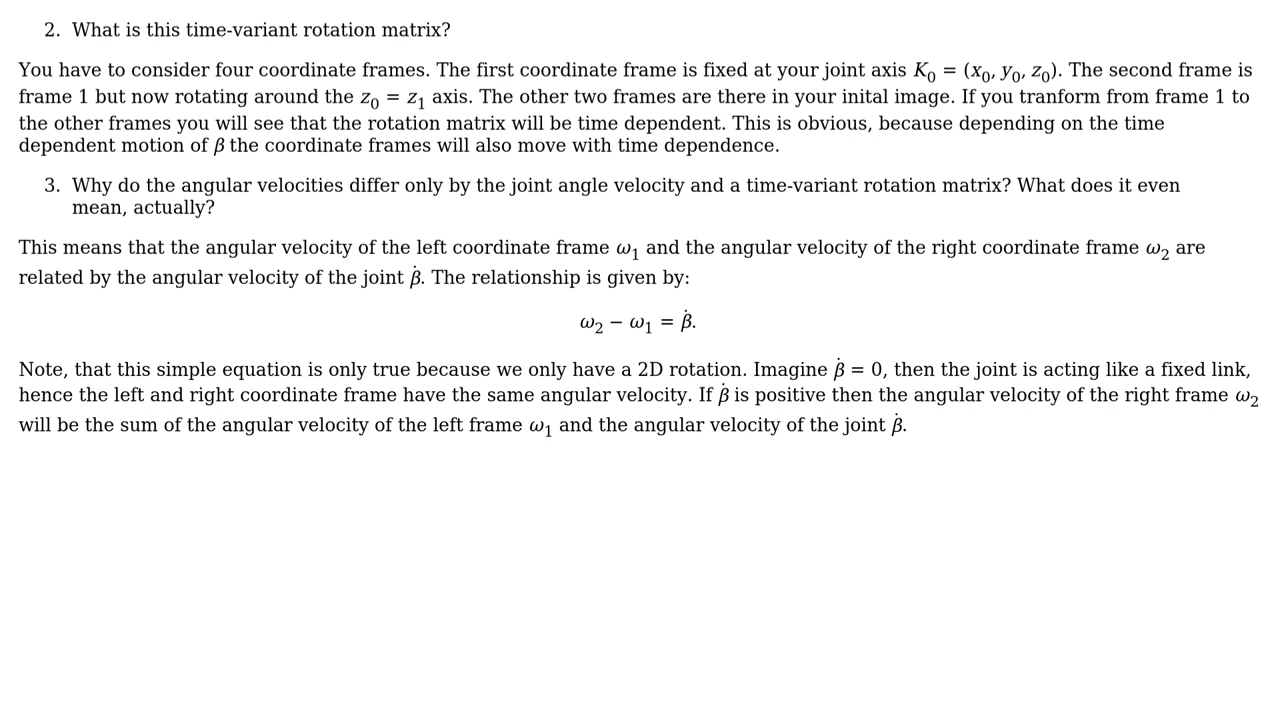 2. What is this time-variant rotation matrix?
You have to consider four coordinate frames. The first coordinate frame is fixed at your joint axis K₀ = (x₀, y₀, z₀). The second frame is
frame 1 but now rotating around the z₀ = z₁ axis. The other two frames are there in your inital image. If you tranform from frame 1 to
the other frames you will see that the rotation matrix will be time dependent. This is obvious, because depending on the time
dependent motion of β the coordinate frames will also move with time dependence.
3. Why do the angular velocities differ only by the joint angle velocity and a time-variant rotation matrix? What does it even
mean, actually?
This means that the angular velocity of the left coordinate frame ω₁ and the angular velocity of the right coordinate frame ω₂ are
related by the angular velocity of the joint β̇. The relationship is given by:
ω₂ − ω₁ = β̇.
Note, that this simple equation is only true because we only have a 2D rotation. Imagine β̇ = 0, then the joint is acting like a fixed link,
hence the left and right coordinate frame have the same angular velocity. If β̇ is positive then the angular velocity of the right frame ω₂
will be the sum of the angular velocity of the left frame ω₁ and the angular velocity of the joint β̇.